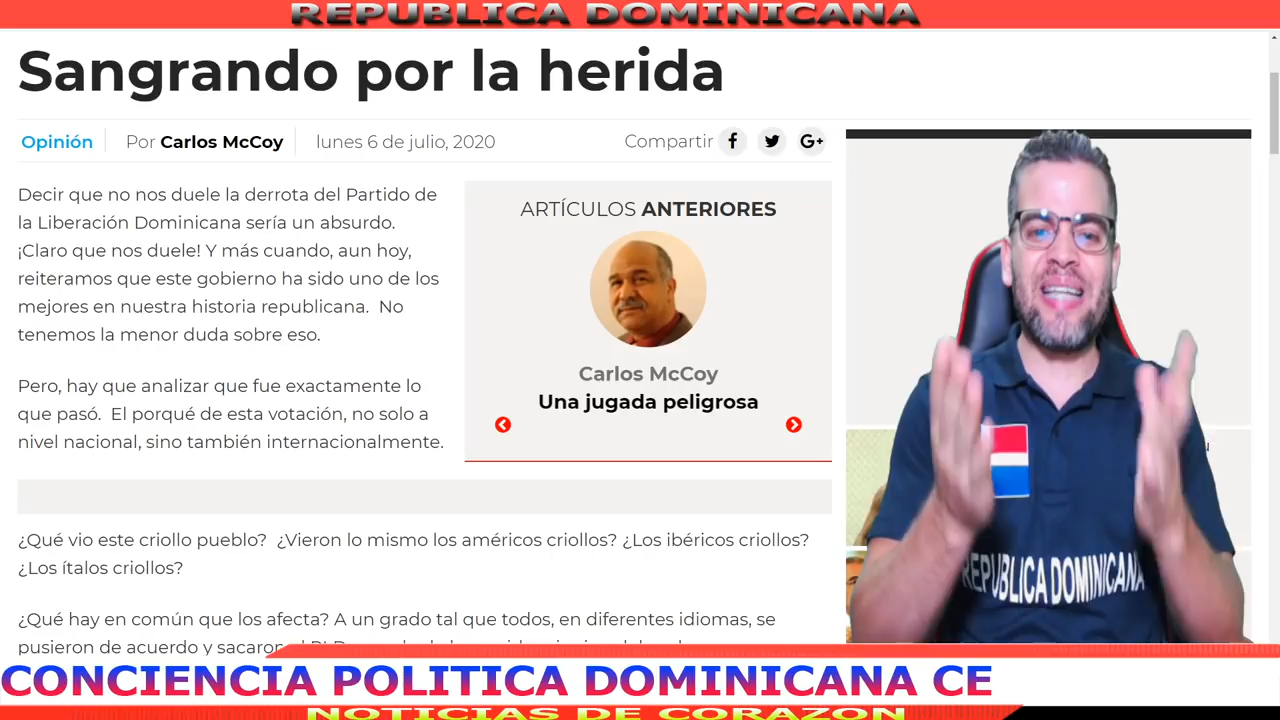 REPUBLICA DOMINICANA
Sangrando por la herida
Opinión
Por Carlos McCoy
lunes 6 de julio, 2020
Compartir
G+
Decir que no nos duele la derrota del Partido de
la Liberación Dominicana sería un absurdo.
¡Claro que nos duele! Y más cuando, aun hoy,
reiteramos que este gobierno ha sido uno de los
mejores en nuestra historia republicana. No
tenemos la menor duda sobre eso.
Pero, hay que analizar que fue exactamente lo
que pasó. El porqué de esta votación, no solo a
nivel nacional, sino también internacionalmente.
ARTÍCULOS ANTERIORES
Carlos McCoy
Una jugada peligrosa
¿Qué vio este criollo pueblo? ¿Vieron lo mismo los américos criollos? ¿Los ibéricos criollos?
¿Los ítalos criollos?
¿Qué hay en común que los afecta? A un grado tal que todos, en diferentes idiomas, se
pusieron de acuerdo y sacaron
REPUBLICA DOMINICANA
CONCIENCIA POLITICA DOMINICANA CE
NOTICIAS DE CORAZON